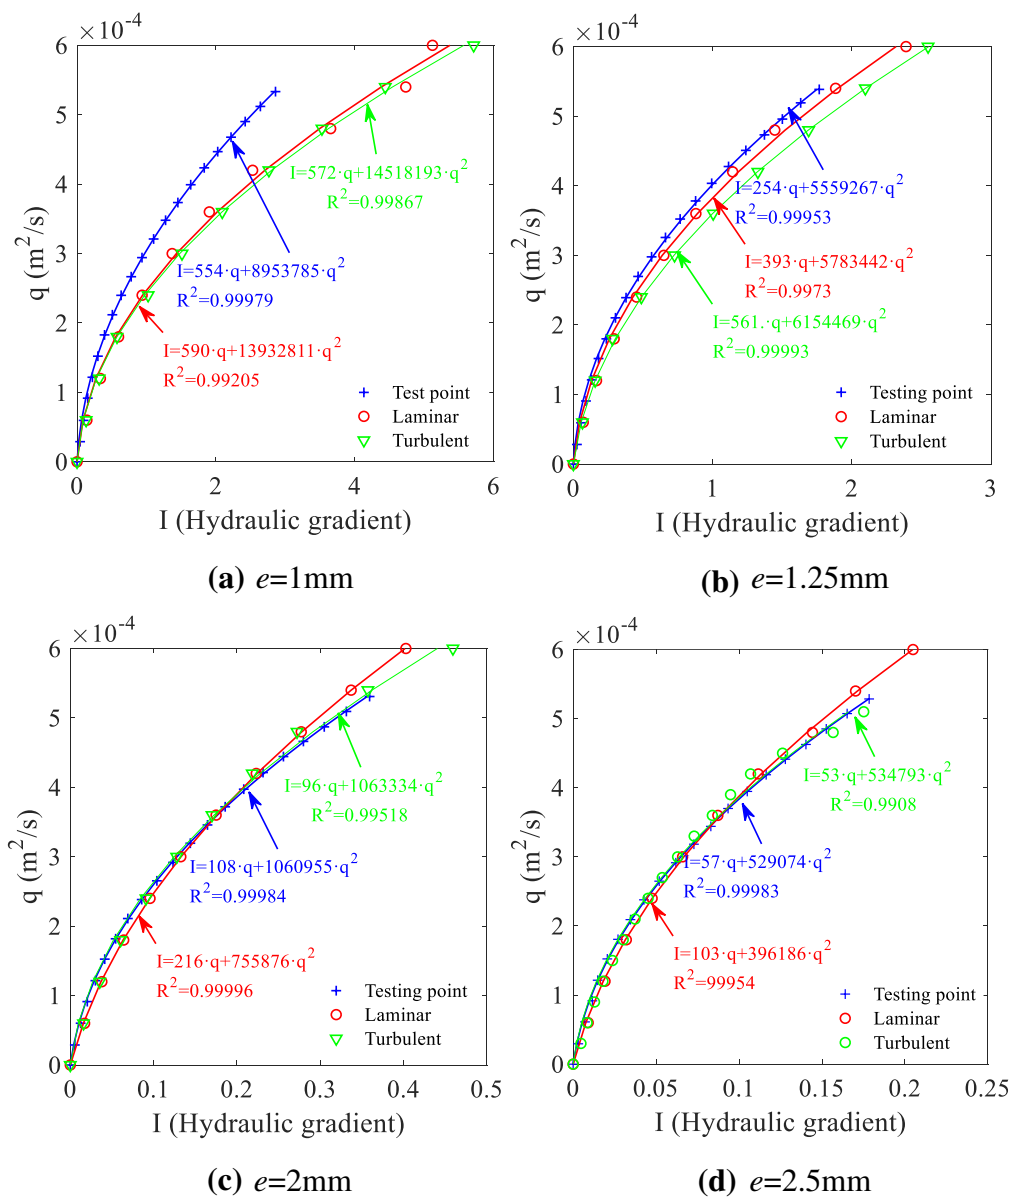 ×10⁻⁴
6
5
4
3
2
1
0
q (m²/s)
I=572·q+14518193·q²
R²=0.99867
I=554·q+8953785·q²
R²=0.99979
I=590·q+13932811·q²
R²=0.99205
Test point
Laminar
Turbulent
0 2 4 6
I (Hydraulic gradient)
(a) e=1mm
×10⁻⁴
6
5
4
3
2
1
0
q (m²/s)
I=254·q+5559267·q²
R²=0.99953
I=393·q+5783442·q²
R²=0.9973
I=561.·q+6154469·q²
R²=0.99993
Testing point
Laminar
Turbulent
0 1 2 3
I (Hydraulic gradient)
(b) e=1.25mm
×10⁻⁴
6
5
4
3
2
1
0
q (m²/s)
I=96·q+1063334·q²
R²=0.99518
I=108·q+1060955·q²
R²=0.99984
I=216·q+755876·q²
R²=0.99996
Testing point
Laminar
Turbulent
0 0.1 0.2 0.3 0.4 0.5
I (Hydraulic gradient)
(c) e=2mm
×10⁻⁴
6
5
4
3
2
1
0
q (m²/s)
I=53·q+534793·q²
R²=0.9908
I=57·q+529074·q²
R²=0.99983
I=103·q+396186·q²
R²=99954
Testing point
Laminar
Turbulent
0 0.05 0.1 0.15 0.2 0.25
I (Hydraulic gradient)
(d) e=2.5mm